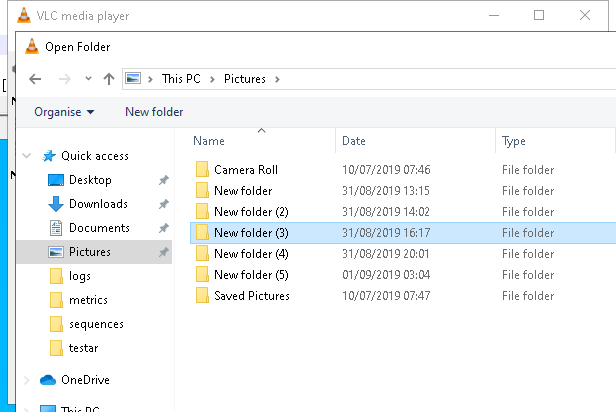 VLC media player
Open Folder
This PC > Pictures >
Organise New folder
Name Date Type
Quick access
Desktop
Downloads
Documents
Pictures
logs
metrics
sequences
testar
OneDrive
This PC
Camera Roll 10/07/2019 07:46 File folder
New folder 31/08/2019 13:15 File folder
New folder (2) 31/08/2019 14:02 File folder
New folder (3) 31/08/2019 16:17 File folder
New folder (4) 31/08/2019 20:01 File folder
New folder (5) 01/09/2019 03:04 File folder
Saved Pictures 10/07/2019 07:47 File folder